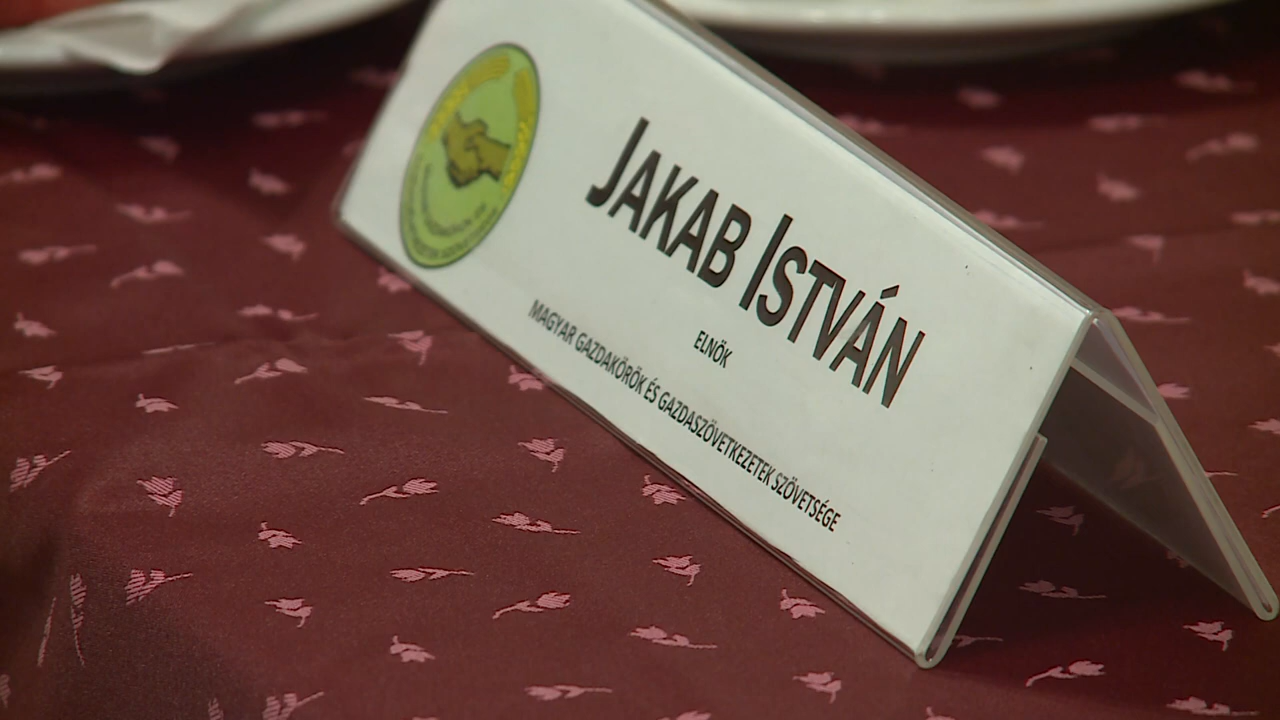 JAKAB ISTVÁN
ELNÖK
MAGYAR GAZDAKÖRÖK ÉS GAZDASZÖVETKEZETEK SZÖVETSÉGE